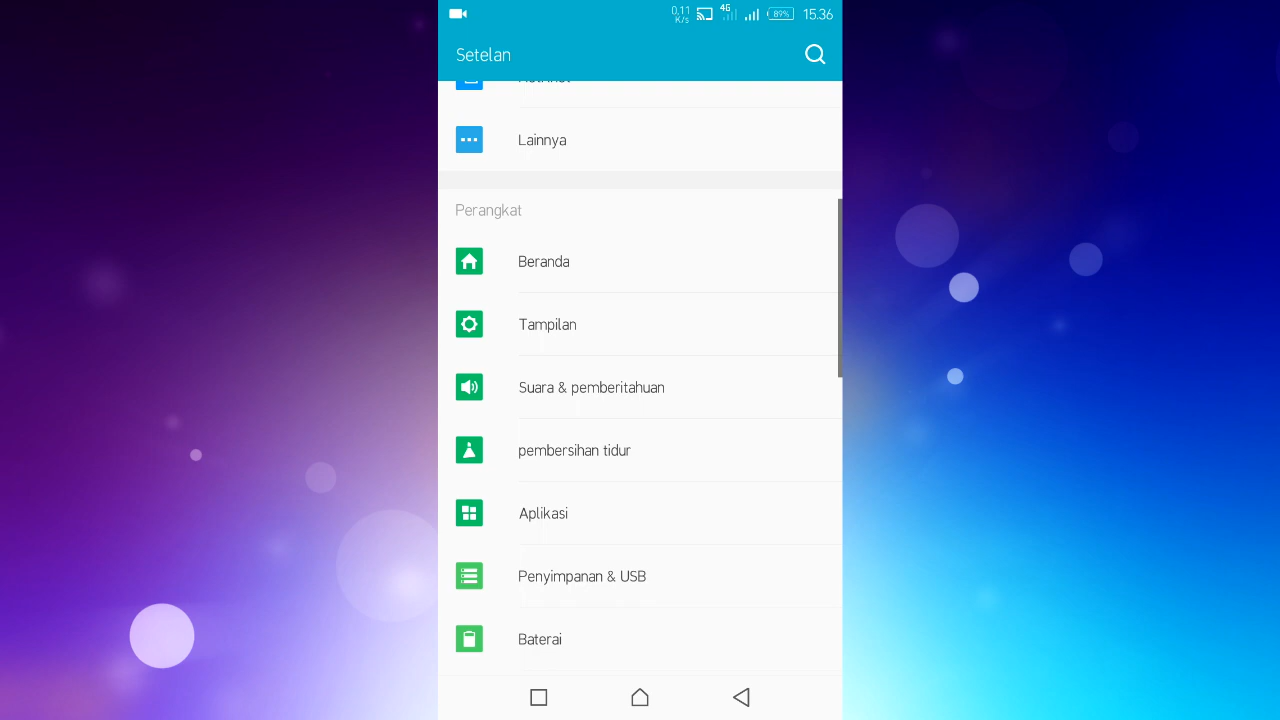 0,11
K/s
4G
89%
15.36
Setelan
Lainnya
Perangkat
Beranda
Tampilan
Suara & pemberitahuan
pembersihan tidur
Aplikasi
Penyimpanan & USB
Baterai